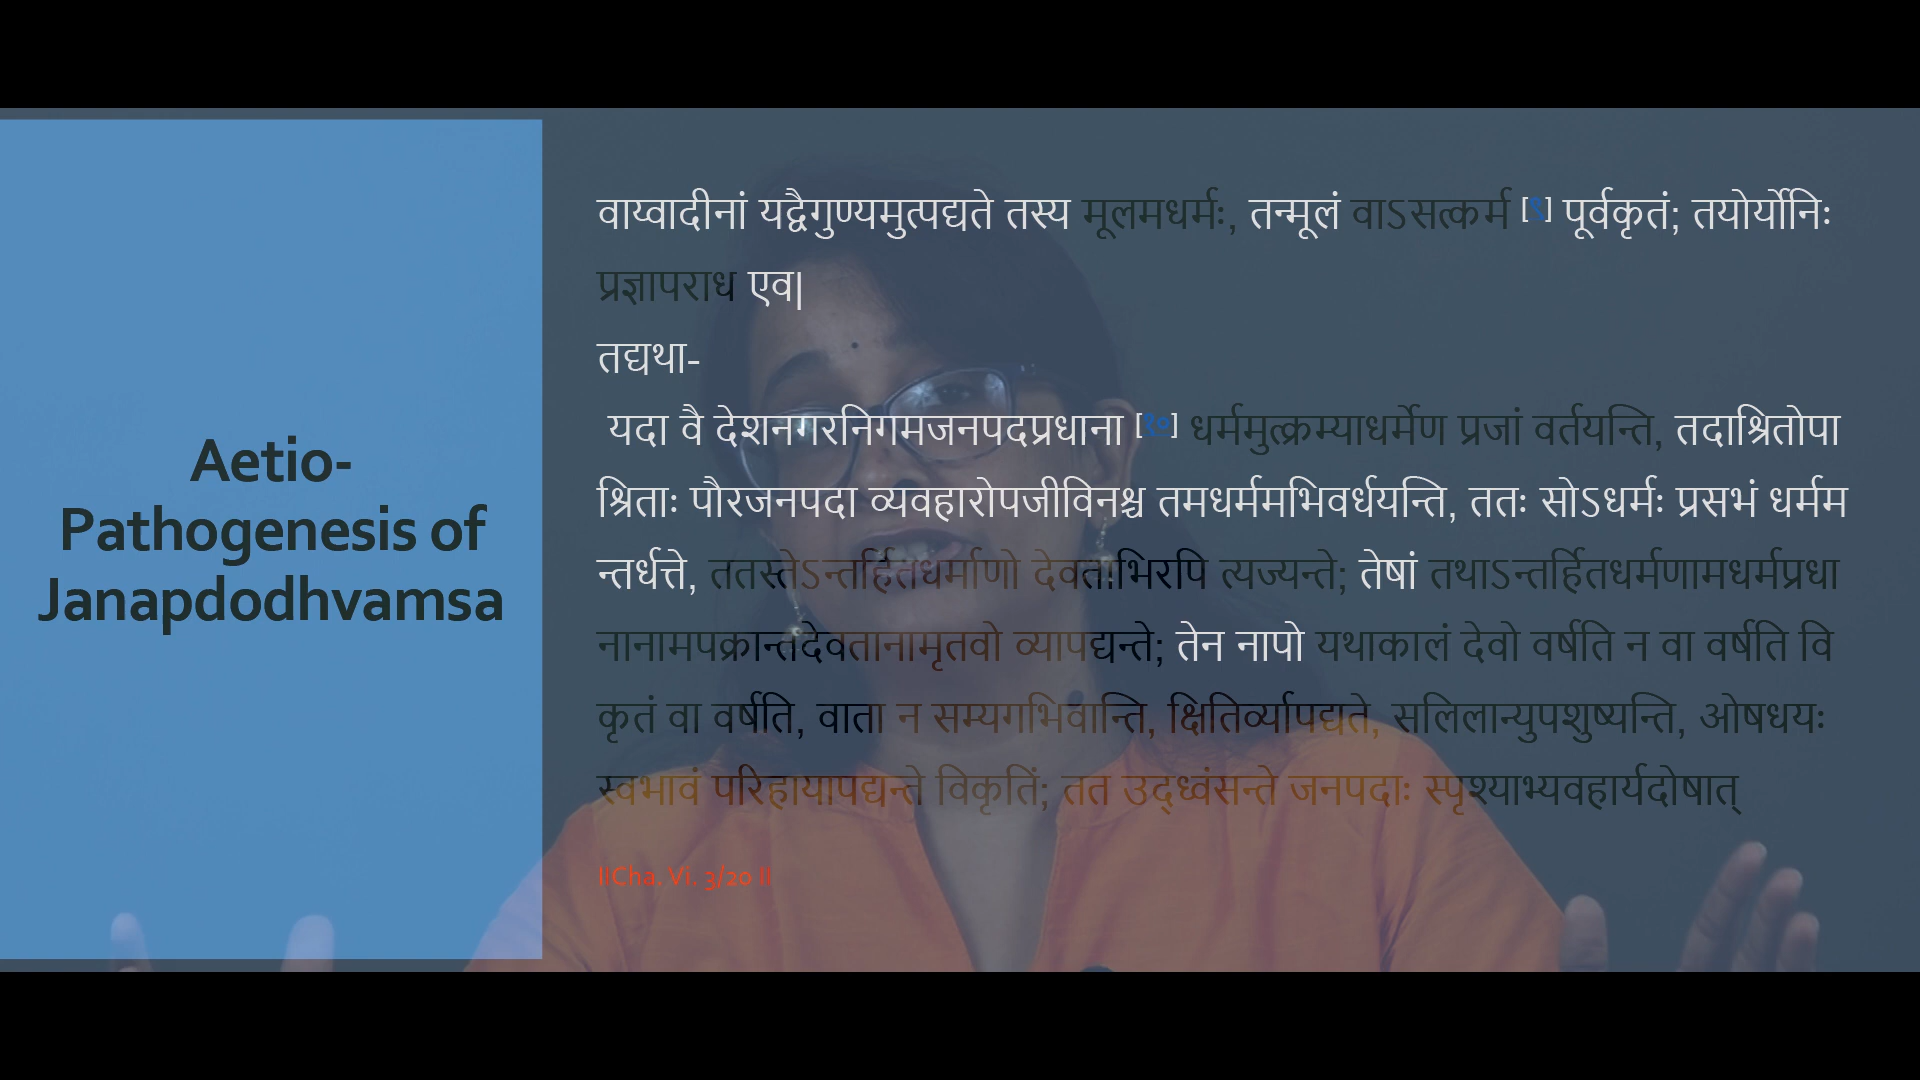 Aetio-
Pathogenesis of
Janapdodhvamsa
वाय्वादीनां यद्वैगुण्यमुत्पद्यते तस्य मूलमधर्मः, तन्मूलं वाऽसत्कर्म [९] पूर्वकृतं; तयोर्योनिः
प्रज्ञापराध एव|
तद्यथा-
यदा वै देशनगरनिगमजनपदप्रधाना [१०] धर्ममुत्क्रम्याधर्मेण प्रजां वर्तयन्ति, तदाश्रितोपा
श्रिताः पौरजनपदा व्यवहारोपजीविनश्च तमधर्ममभिवर्धयन्ति, ततः सोऽधर्मः प्रसभं धर्मम
न्तर्धत्ते, ततस्तेऽन्तर्हितधर्माणो देवताभिरपि त्यज्यन्ते; तेषां तथाऽन्तर्हितधर्मणामधर्मप्रधा
नानामपक्रान्तदेवतानामृतवो व्यापद्यन्ते; तेन नापो यथाकालं देवो वर्षति न वा वर्षति वि
कृतं वा वर्षति, वाता न सम्यगभिवान्ति, क्षितिर्व्यापद्यते, सलिलान्युपशुष्यन्ति, ओषधयः
स्वभावं परिहायापद्यन्ते विकृतिं; तत उद्ध्वंसन्ते जनपदाः स्पृश्याभ्यवहार्यदोषात्
||Cha. Vi. 3/20 ||